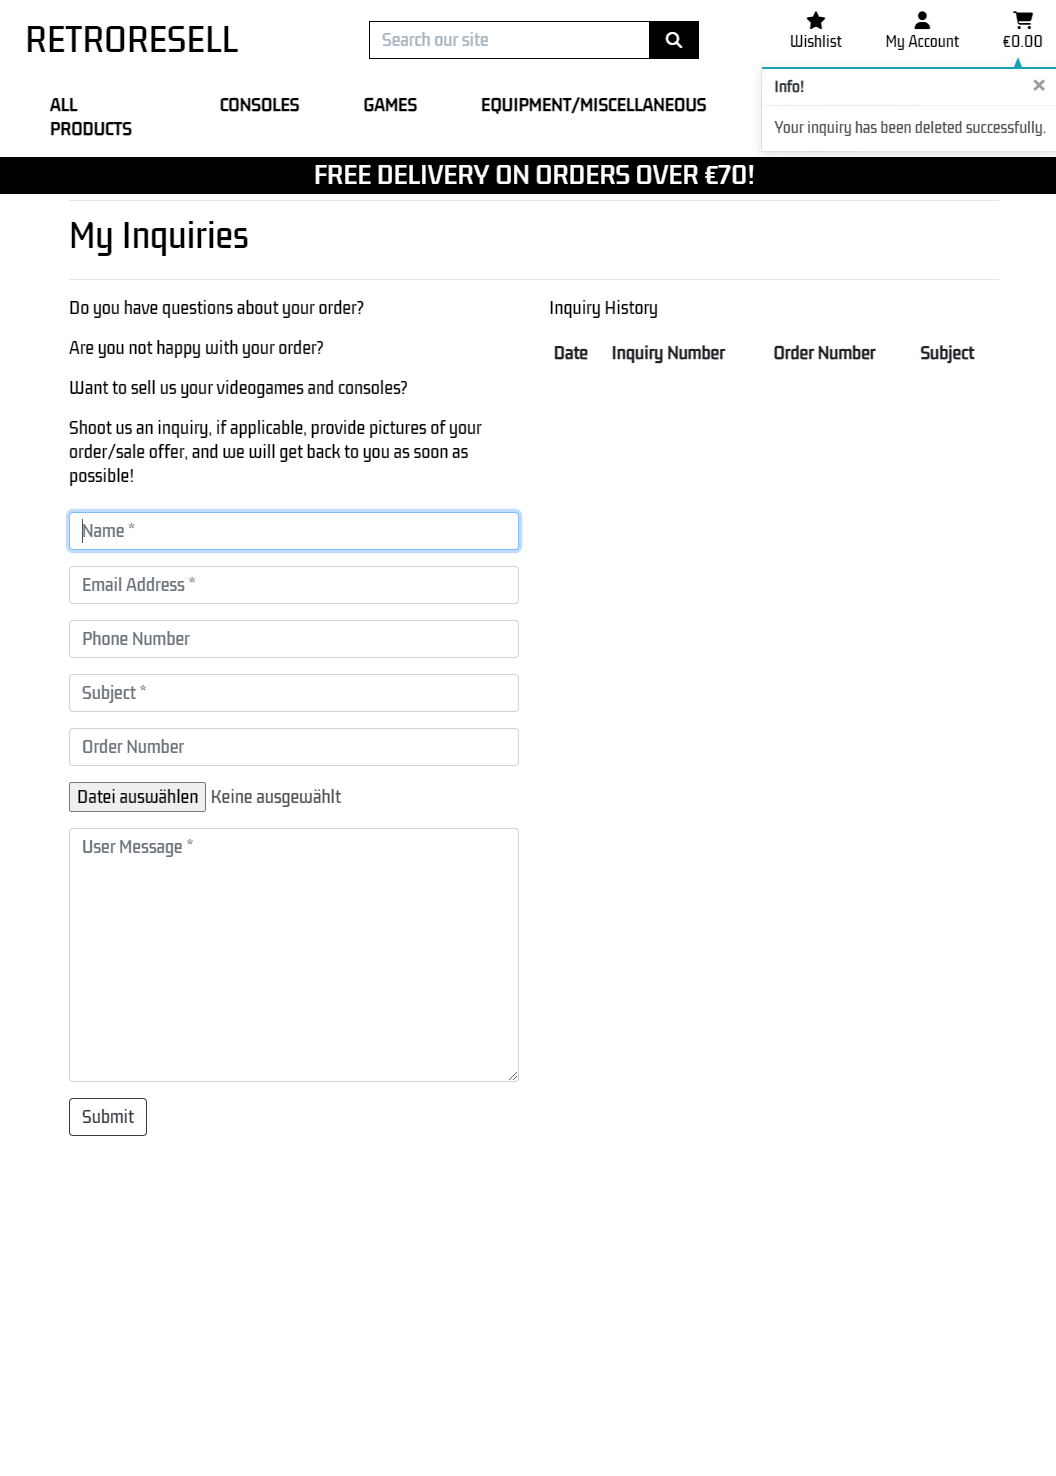 RETRORESELL
Search our site
Wishlist
My Account
€0.00
Info!
×
Your inquiry has been deleted successfully.
ALL
PRODUCTS
CONSOLES
GAMES
EQUIPMENT/MISCELLANEOUS
FREE DELIVERY ON ORDERS OVER €70!
My Inquiries
Do you have questions about your order?
Are you not happy with your order?
Want to sell us your videogames and consoles?
Shoot us an inquiry, if applicable, provide pictures of your
order/sale offer, and we will get back to you as soon as
possible!
Name *
Email Address *
Phone Number
Subject *
Order Number
Datei auswählen Keine ausgewählt
User Message *
Submit
Inquiry History
Date Inquiry Number Order Number Subject